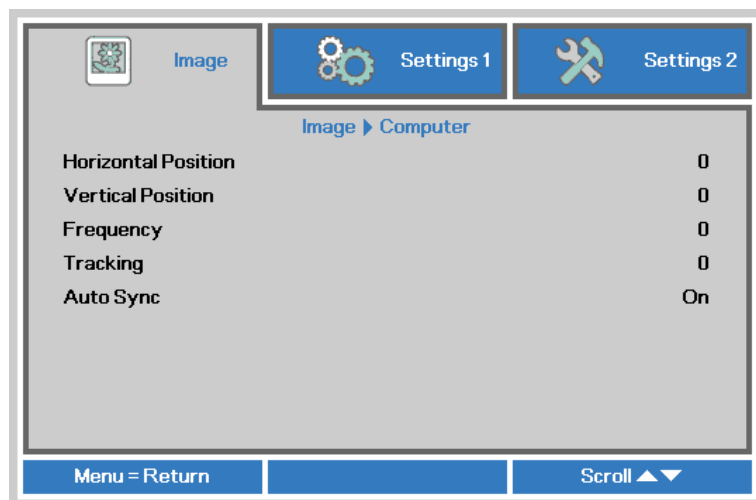 Image Settings 1 Settings 2
Image ▶ Computer
Horizontal Position 0
Vertical Position 0
Frequency 0
Tracking 0
Auto Sync On
Menu = Return Scroll ▲▼